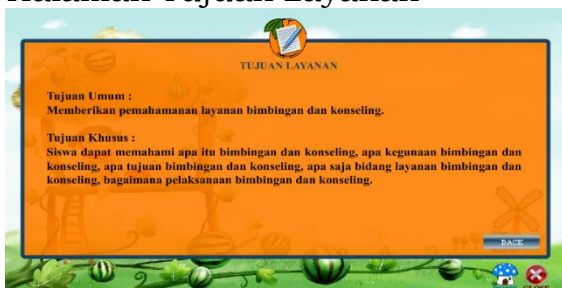 Halaman Tujuan Layanan
TUJUAN LAYANAN
Tujuan Umum :
Memberikan pemahamanan layanan bimbingan dan konseling.
Tujuan Khusus :
Siswa dapat memahami apa itu bimbingan dan konseling, apa kegunaan bimbingan dan
konseling, apa tujuan bimbingan dan konseling, apa saja bidang layanan bimbingan dan
konseling, bagaimana pelaksanaan bimbingan dan konseling.
BACK
CLOSE